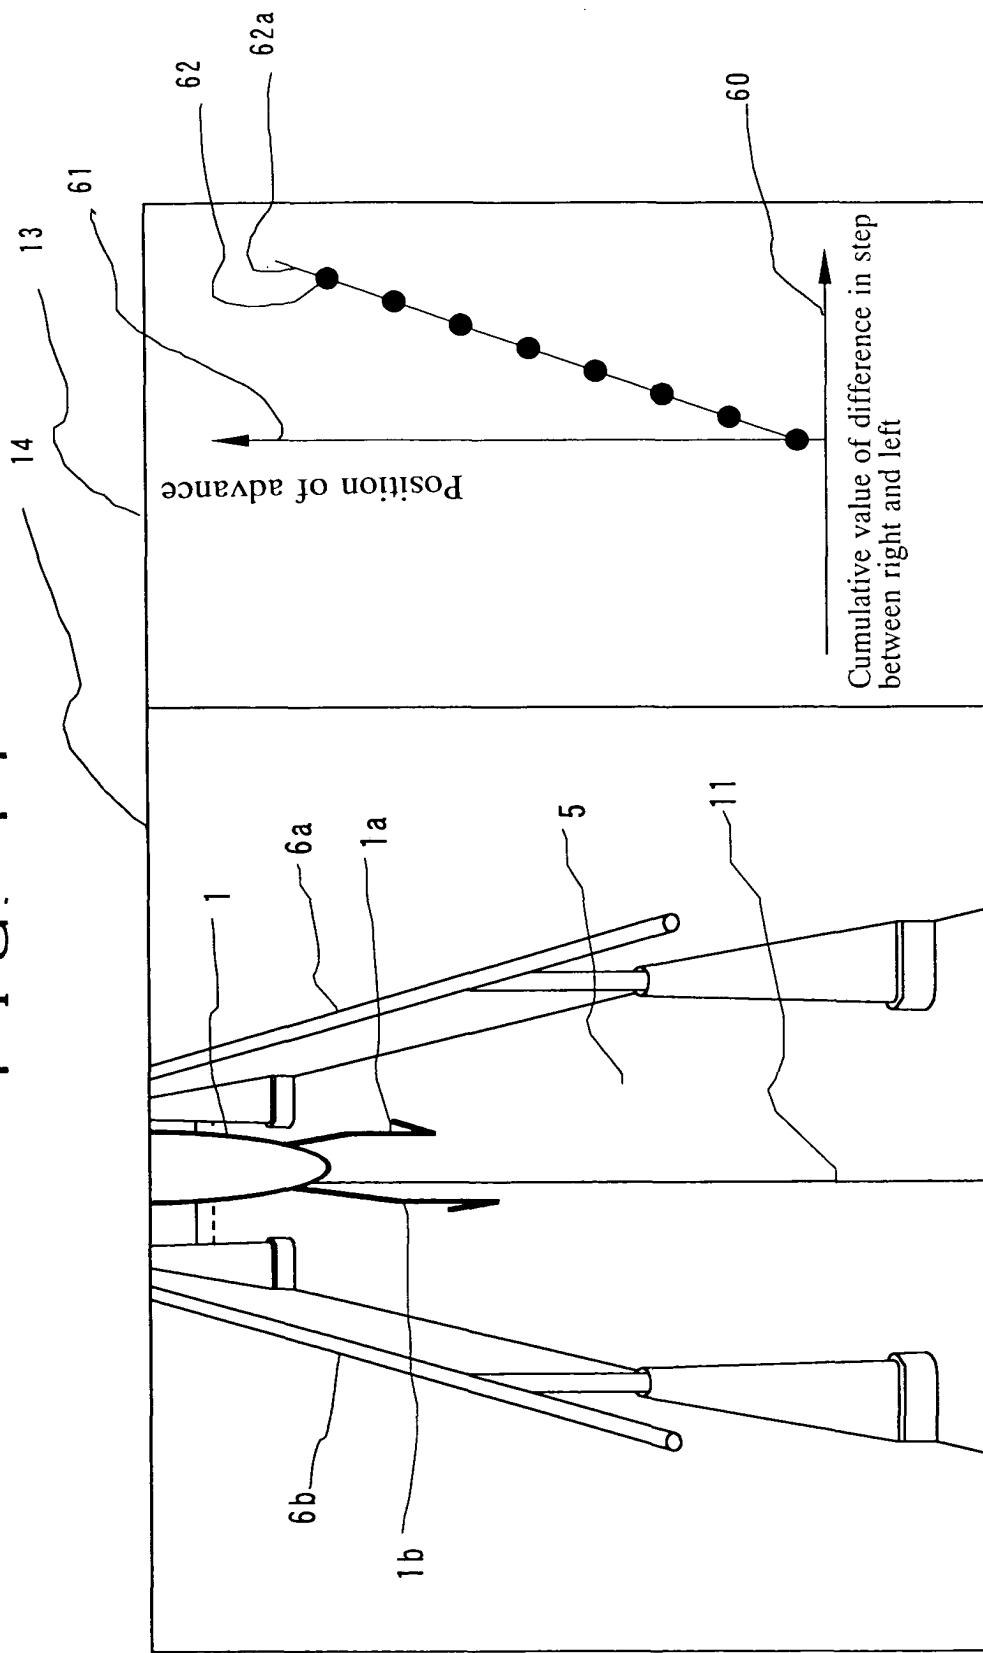 62a
62
61
13
14
60
Position of advance
Cumulative value of difference in step
between right and left
1
6a
1a
5
11
6b
1b